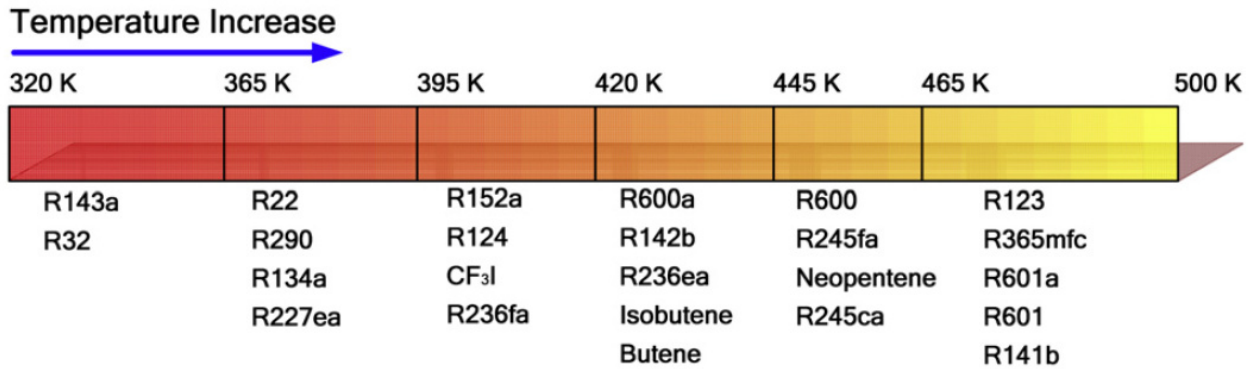 Temperature Increase
320 K 365 K 395 K 420 K 445 K 465 K 500 K
R143a R22 R152a R600a R600 R123
R32 R290 R124 R142b R245fa R365mfc
R134a CF₃I R236ea Neopentene R601a
R227ea R236fa Isobutene R245ca R601
Butene R141b